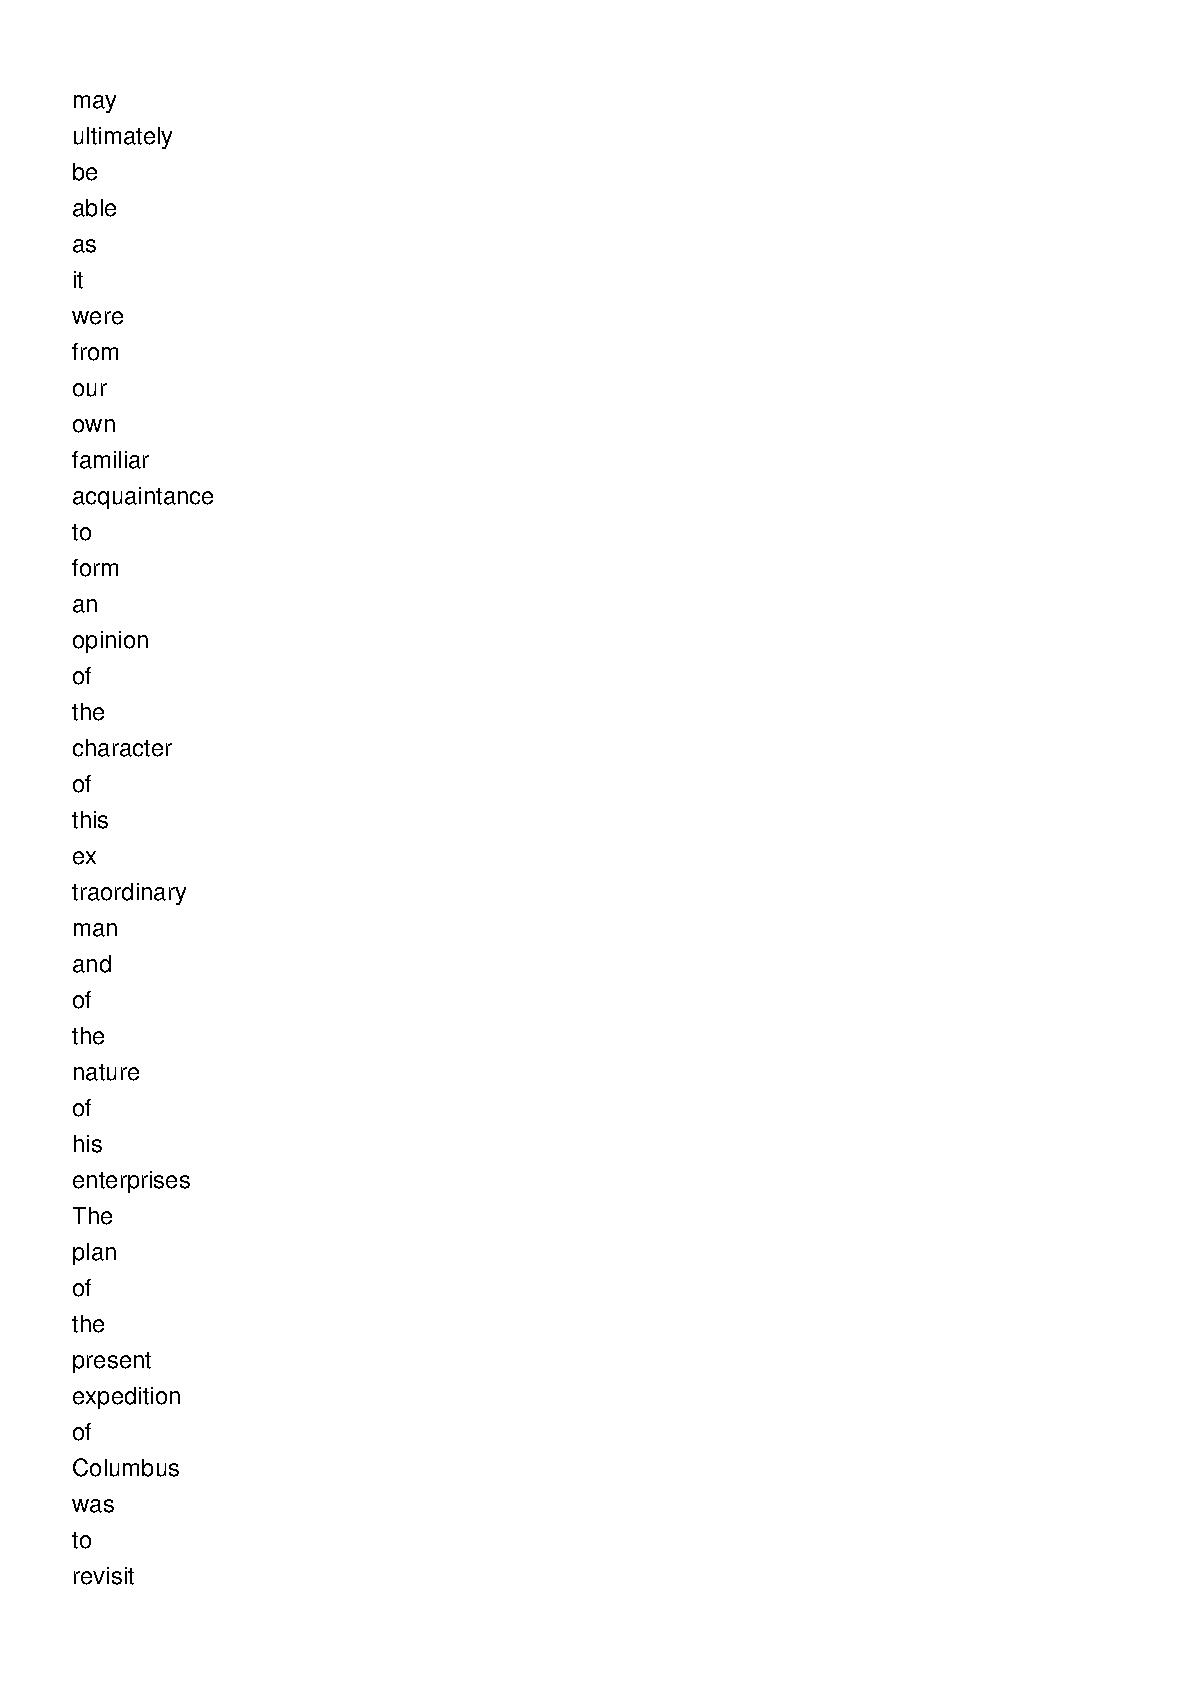 may
ultimately
be
able
as
it
were
from
our
own
familiar
acquaintance
to
form
an
opinion
of
the
character
of
this
ex
traordinary
man
and
of
the
nature
of
his
enterprises
The
plan
of
the
present
expedition
of
Columbus
was
to
revisit